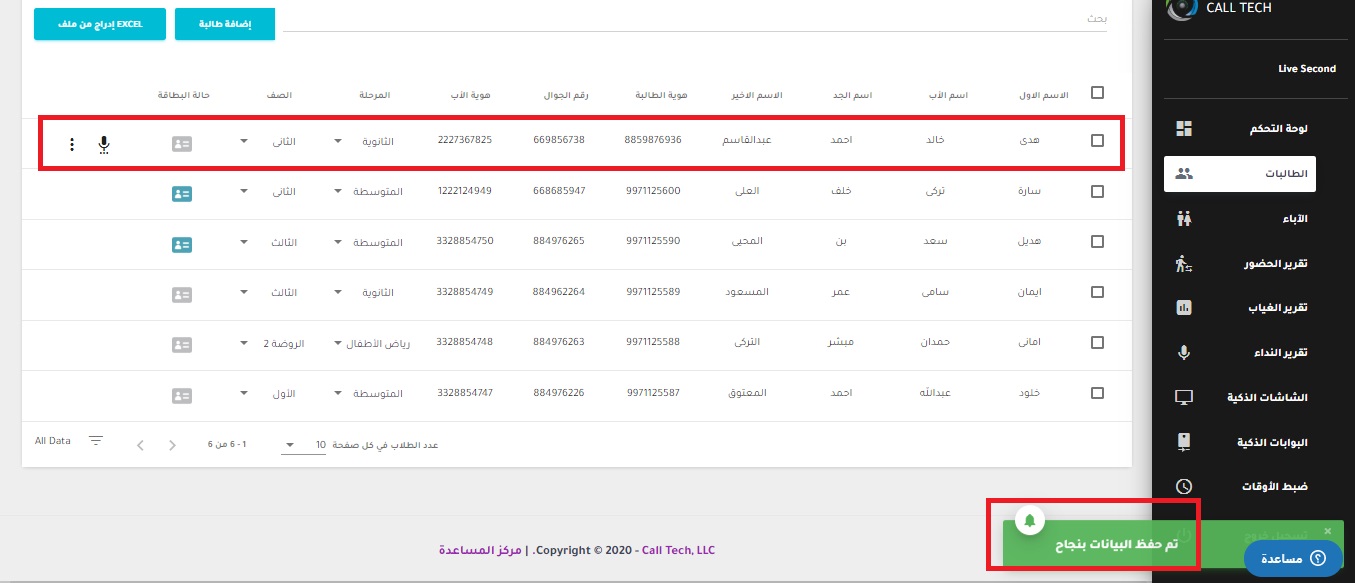 CALL TECH
Live Second
لوحة التحكم
الطالبات
الآباء
تقرير الحضور
تقرير الغياب
تقرير النداء
الشاشات الذكية
البوابات الذكية
ضبط الأوقات
بحث
إضافة طالبة
إدراج من ملف EXCEL
الاسم الاول اسم الأب اسم الجد الاسم الاخير هوية الطالبة رقم الجوال هوية الأب المرحلة الصف حالة البطاقة
هدى خالد احمد عبدالقاسم 8859876936 669856738 2227367825 الثانوية الثانى
سارة تركى خلف العلى 9971125600 668685947 1222124949 المتوسطة الثانى
هديل سعد بن المحيى 9971125590 884976265 3328854750 المتوسطة الثالث
ايمان سامى عمر المسعود 9971125589 884962264 3328854749 الثانوية الثالث
امانى حمدان مبشر التركى 9971125588 884976263 3328854748 رياض الأطفال الروضة 2
خلود عبدالله احمد المعتوق 9971125587 884976226 3328854747 المتوسطة الأول
عدد الطلاب في كل صفحة 10 1 - 6 من 6 All Data
Copyright © 2020 - Call Tech, LLC. | مركز المساعدة
تم حفظ البيانات بنجاح
×
مساعدة